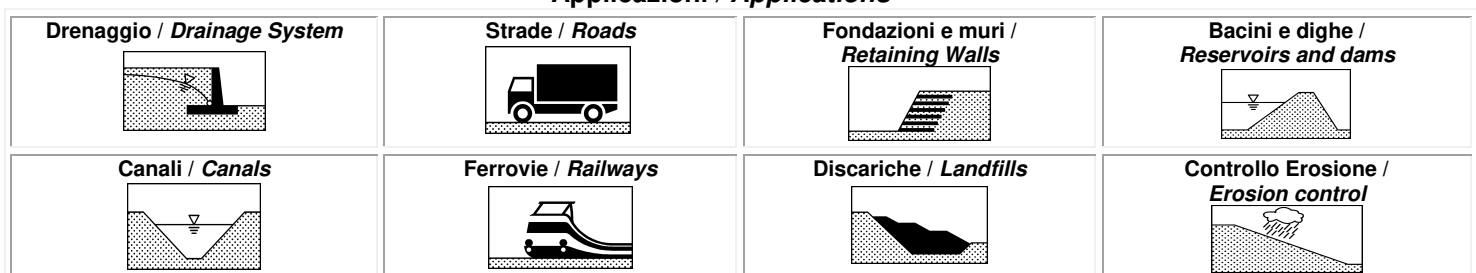 Applicazioni / Applications
Drenaggio / Drainage System
Strade / Roads
Fondazioni e muri /
Retaining Walls
Bacini e dighe /
Reservoirs and dams
Canali / Canals
Ferrovie / Railways
Discariche / Landfills
Controllo Erosione /
Erosion control